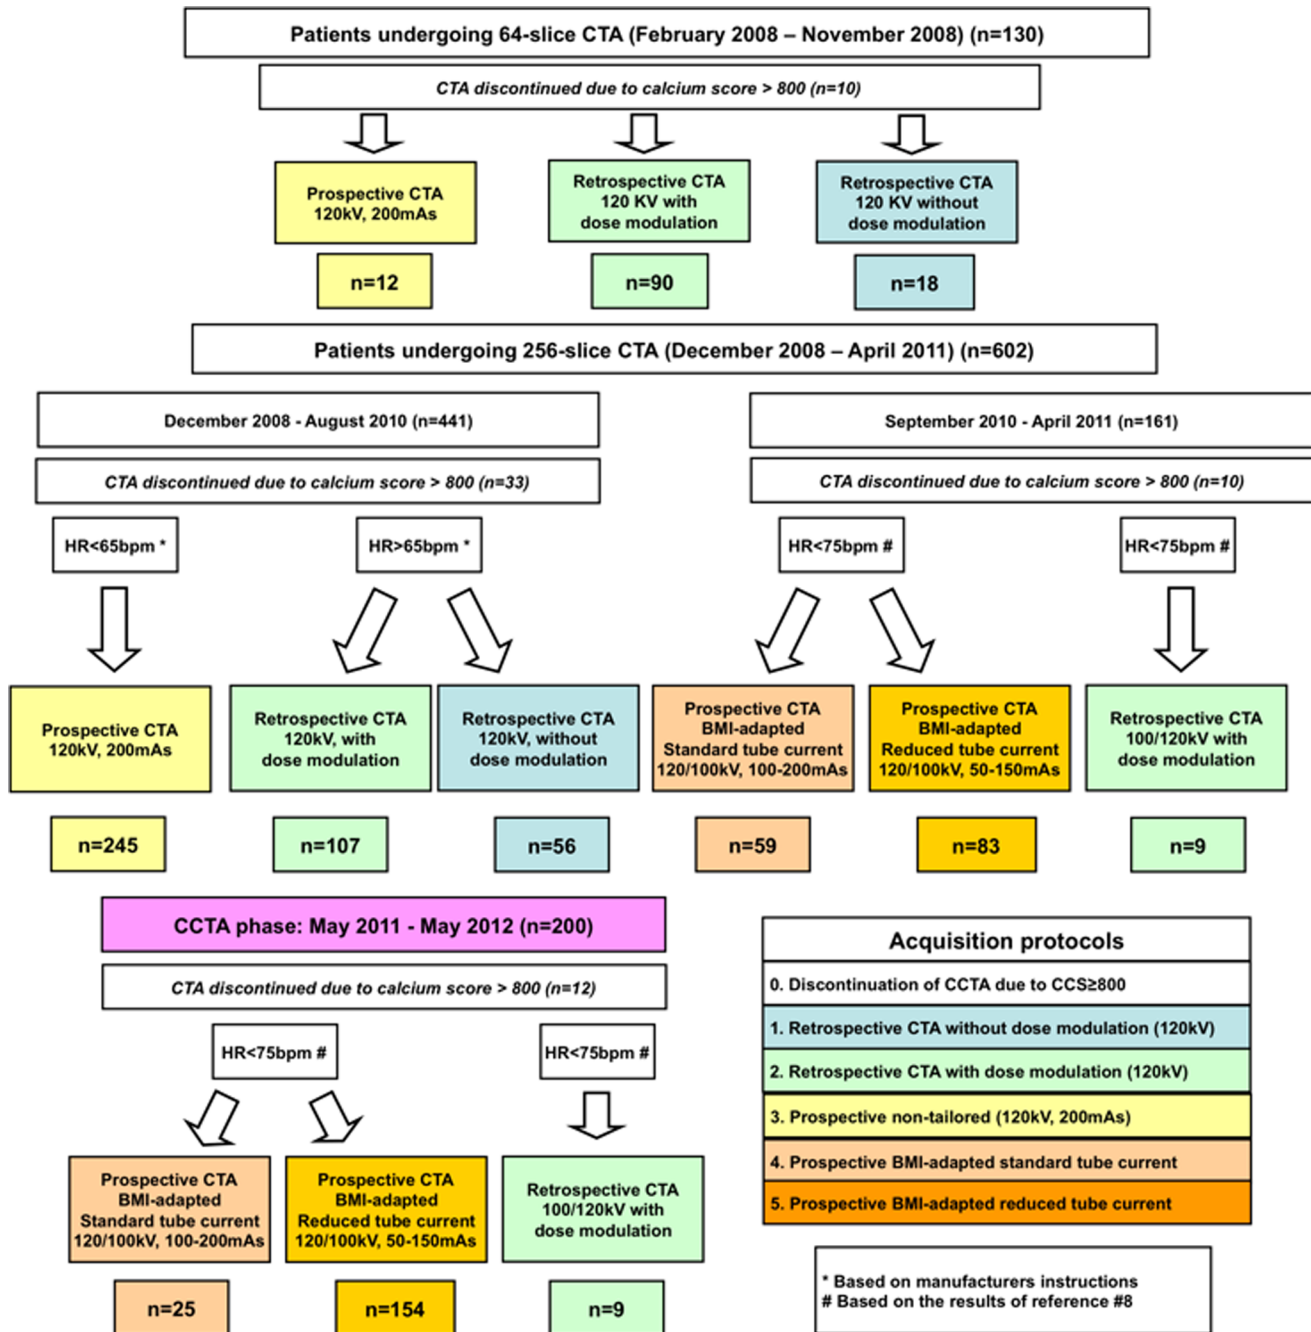 Patients undergoing 64-slice CTA (February 2008 – November 2008) (n=130)
CTA discontinued due to calcium score > 800 (n=10)
Prospective CTA
120kV, 200mAs
Retrospective CTA
120 KV with
dose modulation
Retrospective CTA
120 KV without
dose modulation
n=12
n=90
n=18
Patients undergoing 256-slice CTA (December 2008 – April 2011) (n=602)
December 2008 - August 2010 (n=441)
September 2010 - April 2011 (n=161)
CTA discontinued due to calcium score > 800 (n=33)
CTA discontinued due to calcium score > 800 (n=10)
HR<65bpm *
HR>65bpm *
HR<75bpm #
HR<75bpm #
Prospective CTA
120kV, 200mAs
Retrospective CTA
120kV, with
dose modulation
Retrospective CTA
120kV, without
dose modulation
Prospective CTA
BMI-adapted
Standard tube current
120/100kV, 100-200mAs
Prospective CTA
BMI-adapted
Reduced tube current
120/100kV, 50-150mAs
Retrospective CTA
100/120kV with
dose modulation
n=245
n=107
n=56
n=59
n=83
n=9
CCTA phase: May 2011 - May 2012 (n=200)
CTA discontinued due to calcium score > 800 (n=12)
HR<75bpm #
HR<75bpm #
Prospective CTA
BMI-adapted
Standard tube current
120/100kV, 100-200mAs
Prospective CTA
BMI-adapted
Reduced tube current
120/100kV, 50-150mAs
Retrospective CTA
100/120kV with
dose modulation
n=25
n=154
n=9
Acquisition protocols
0. Discontinuation of CCTA due to CCS≥800
1. Retrospective CTA without dose modulation (120kV)
2. Retrospective CTA with dose modulation (120kV)
3. Prospective non-tailored (120kV, 200mAs)
4. Prospective BMI-adapted standard tube current
5. Prospective BMI-adapted reduced tube current
* Based on manufacturers instructions
# Based on the results of reference #8